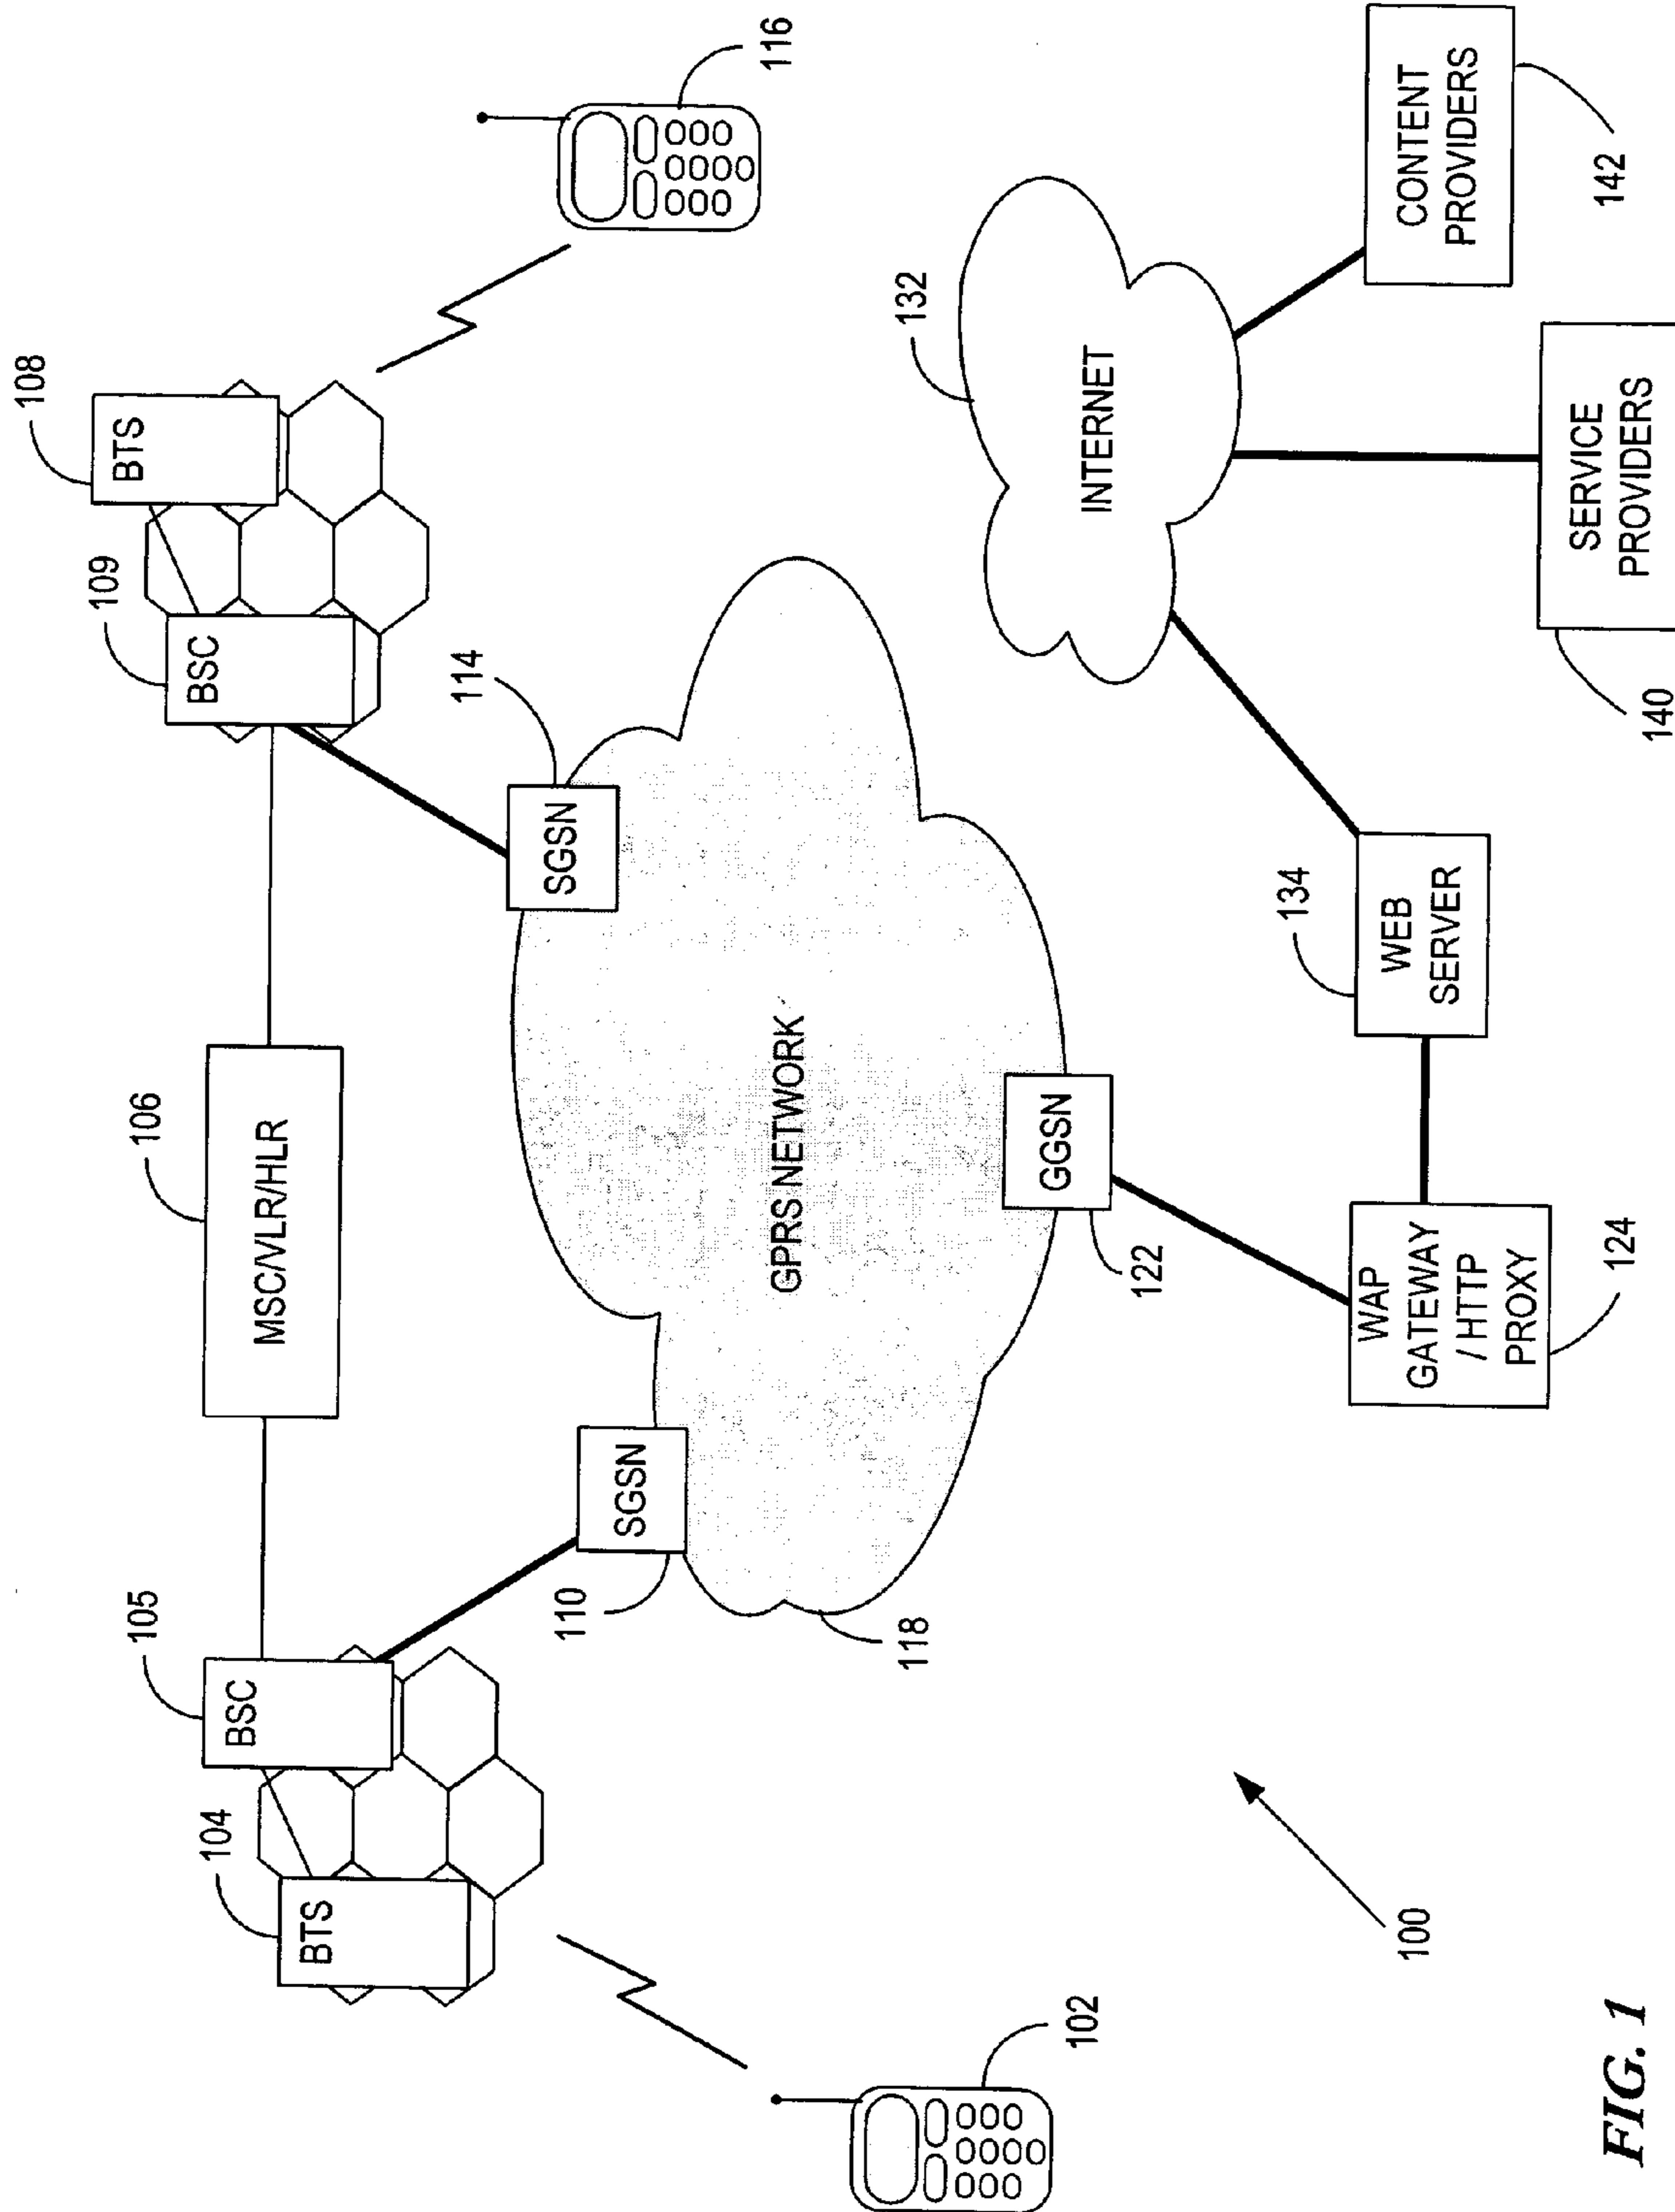 108
BTS
109
BSC
116
106
MSC/VLR/HLR
105
BSC
104
BTS
114
SGSN
SGSN
110
GPRS NETWORK
118
102
132
INTERNET
GGSN
122
134
WEB
SERVER
WAP
GATEWAY
/ HTTP
PROXY
124
CONTENT
PROVIDERS
142
SERVICE
PROVIDERS
140
100
FIG. 1